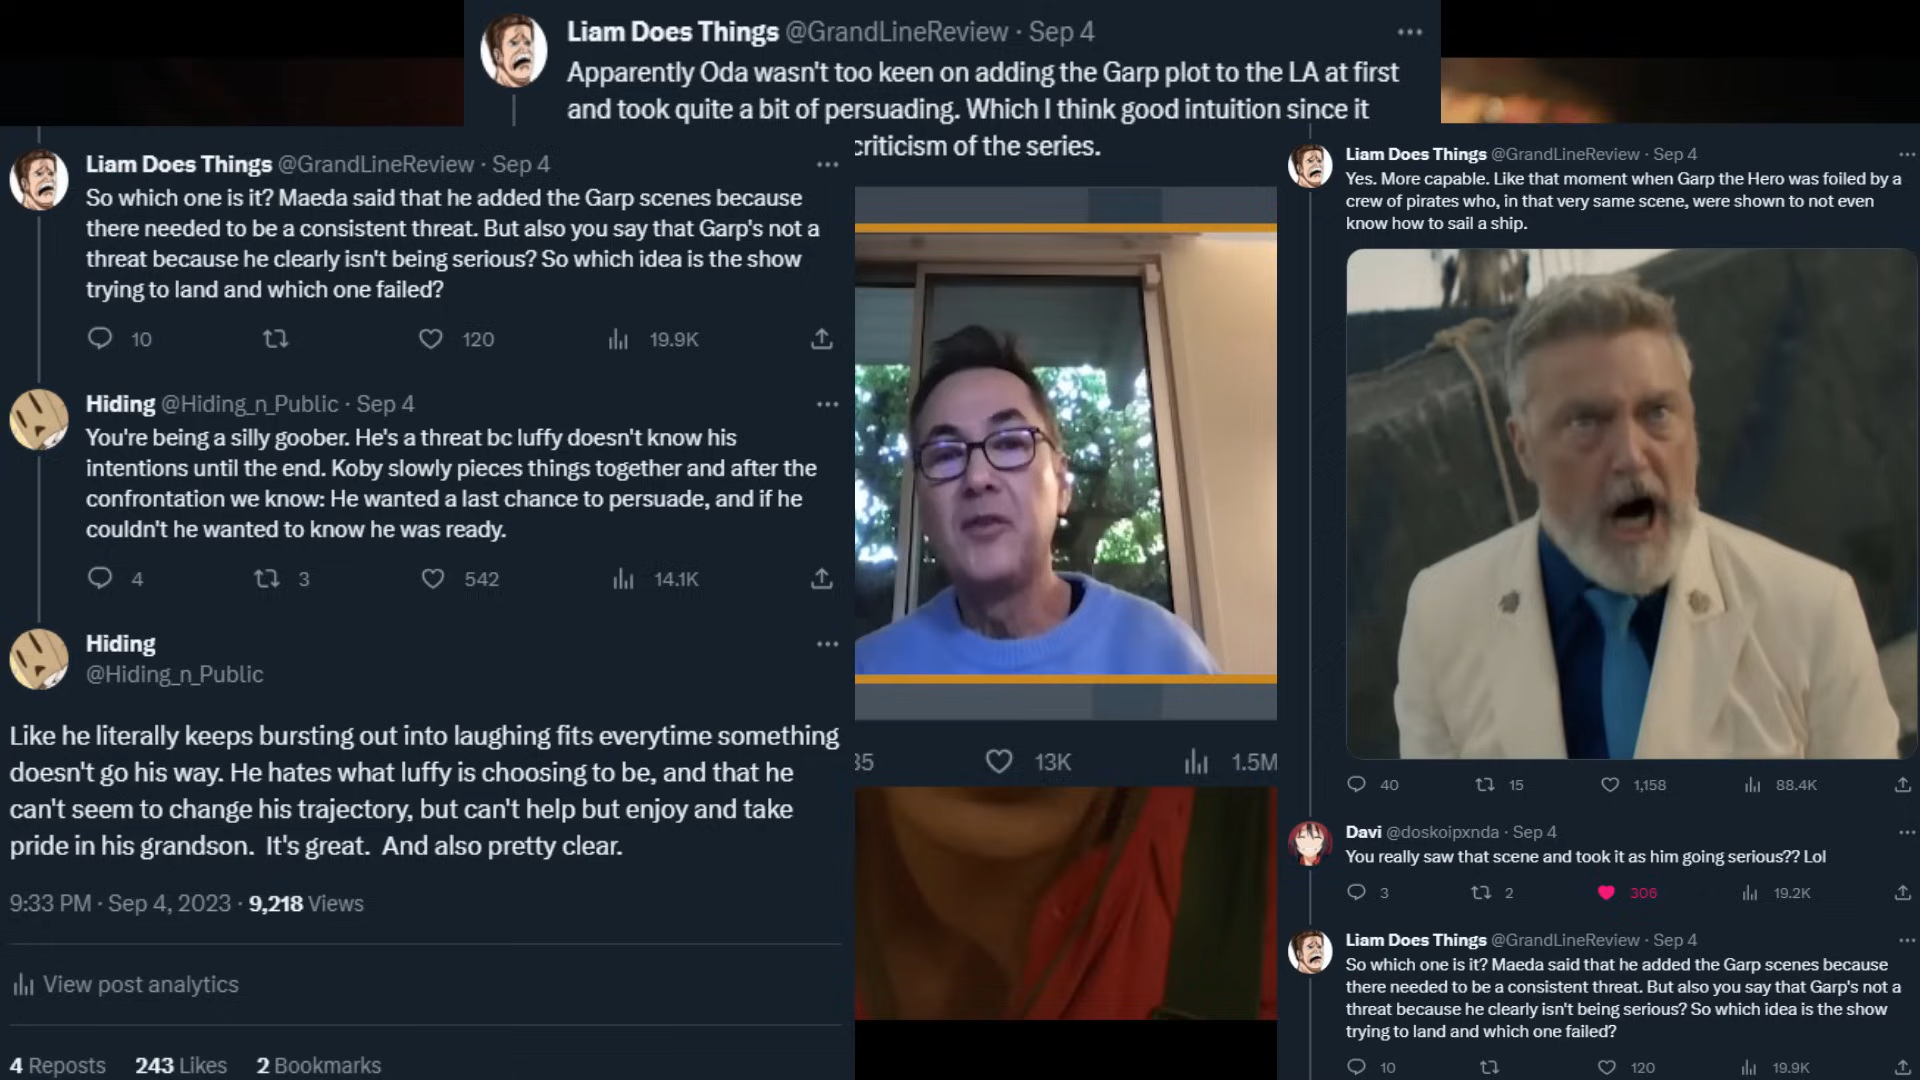 Liam Does Things @GrandLineReview · Sep 4
Apparently Oda wasn't too keen on adding the Garp plot to the LA at first
and took quite a bit of persuading. Which I think good intuition since it
criticism of the series.
13K
1.5M
Liam Does Things @GrandLineReview · Sep 4
So which one is it? Maeda said that he added the Garp scenes because
there needed to be a consistent threat. But also you say that Garp's not a
threat because he clearly isn't being serious? So which idea is the show
trying to land and which one failed?
10 120 19.9K
Hiding @Hiding_n_Public · Sep 4
You're being a silly goober. He's a threat bc luffy doesn't know his
intentions until the end. Koby slowly pieces things together and after the
confrontation we know: He wanted a last chance to persuade, and if he
couldn't he wanted to know he was ready.
4 3 542 14.1K
Hiding
@Hiding_n_Public
Like he literally keeps bursting out into laughing fits everytime something
doesn't go his way. He hates what luffy is choosing to be, and that he
can't seem to change his trajectory, but can't help but enjoy and take
pride in his grandson. It's great. And also pretty clear.
9:33 PM · Sep 4, 2023 · 9,218 Views
View post analytics
4 Reposts 243 Likes 2 Bookmarks
Liam Does Things @GrandLineReview · Sep 4
Yes. More capable. Like that moment when Garp the Hero was foiled by a
crew of pirates who, in that very same scene, were shown to not even
know how to sail a ship.
40 15 1,158 88.4K
Davi @doskoipxnda · Sep 4
You really saw that scene and took it as him going serious?? Lol
3 2 306 19.2K
Liam Does Things @GrandLineReview · Sep 4
So which one is it? Maeda said that he added the Garp scenes because
there needed to be a consistent threat. But also you say that Garp's not a
threat because he clearly isn't being serious? So which idea is the show
trying to land and which one failed?
10 120 19.9K